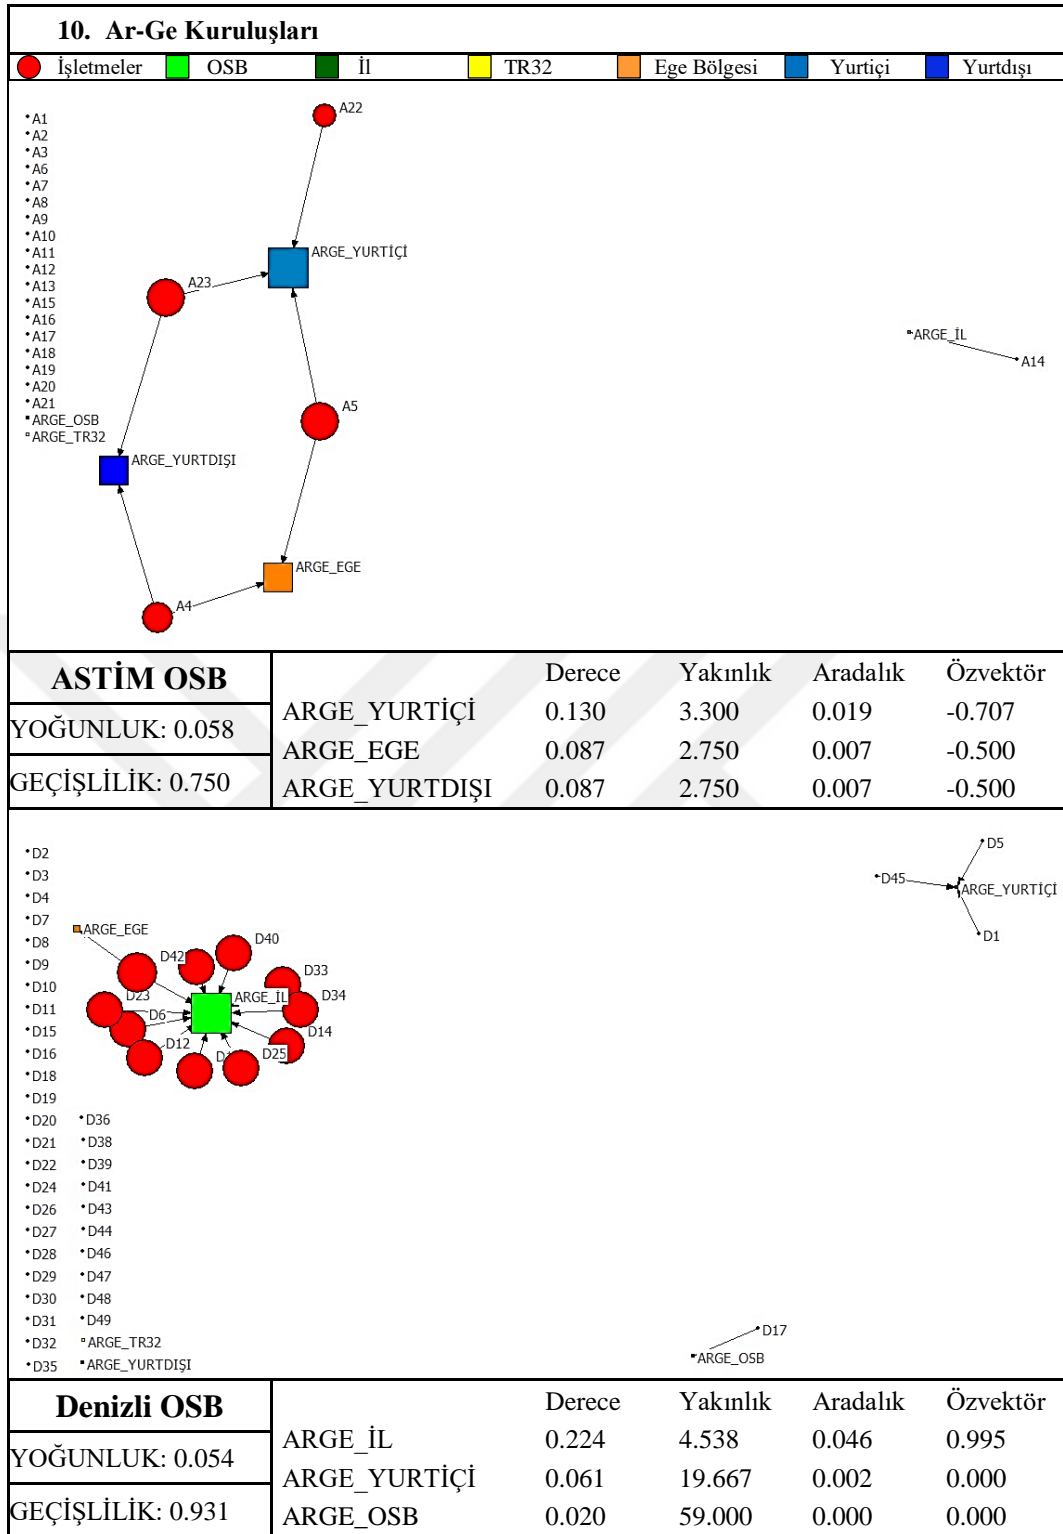 10. Ar-Ge Kuruluşları
İşletmeler OSB İl TR32 Ege Bölgesi Yurtiçi Yurtdışı
A1
A2
A3
A6
A7
A8
A9
A10
A11
A12
A13
A15
A16
A17
A18
A19
A20
A21
ARGE_OSB
ARGE_TR32
A22
ARGE_YURTİÇİ
A23
ARGE_İL
A14
A5
ARGE_YURTDIŞI
ARGE_EGE
A4
ASTİM OSB
YOĞUNLUK: 0.058
GEÇİŞLİLİK: 0.750
Derece Yakınlık Aradalık Özvektör
ARGE_YURTİÇİ 0.130 3.300 0.019 -0.707
ARGE_EGE 0.087 2.750 0.007 -0.500
ARGE_YURTDIŞI 0.087 2.750 0.007 -0.500
D2
D3
D4
D7
D8
D9
D10
D11
D15
D16
D18
D19
D20
D21
D22
D24
D26
D27
D28
D29
D30
D31
D32
D35
D36
D38
D39
D41
D43
D44
D46
D47
D48
D49
ARGE_TR32
ARGE_YURTDIŞI
ARGE_EGE
D42
D40
D33
D23
ARGE_İL
D34
D6
D14
D12
D25
D5
D45
ARGE_YURTİÇİ
D1
D17
ARGE_OSB
Denizli OSB
YOĞUNLUK: 0.054
GEÇİŞLİLİK: 0.931
Derece Yakınlık Aradalık Özvektör
ARGE_İL 0.224 4.538 0.046 0.995
ARGE_YURTİÇİ 0.061 19.667 0.002 0.000
ARGE_OSB 0.020 59.000 0.000 0.000